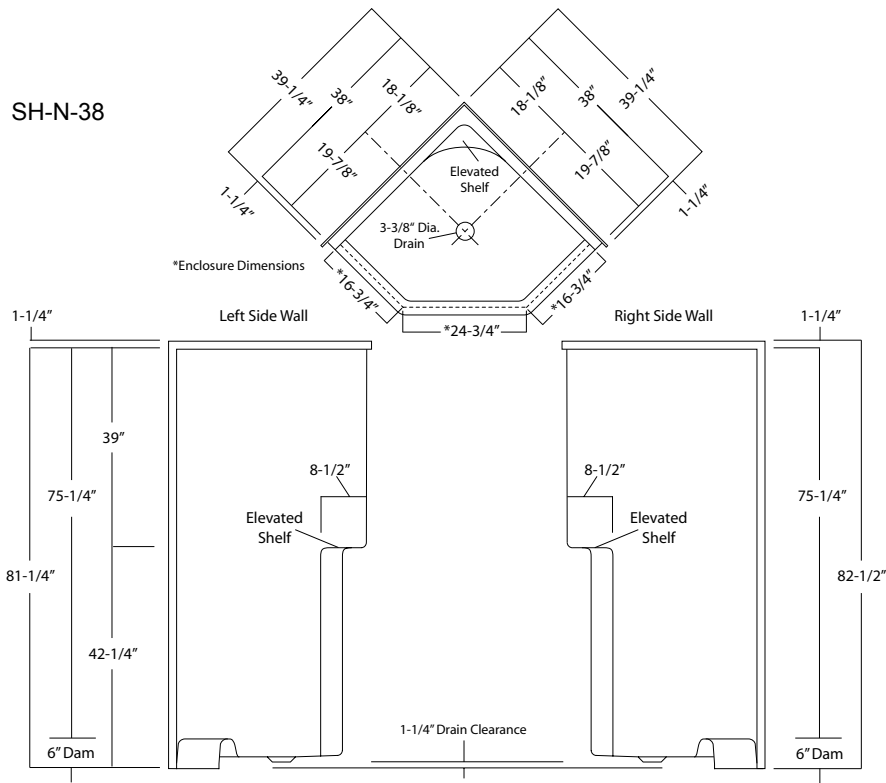 SH-N-38
39-1/4”
38”
18-1/8”
19-7/8”
1-1/4”
18-1/8”
38”
39-1/4”
19-7/8”
1-1/4”
Elevated
Shelf
3-3/8” Dia.
Drain
*Enclosure Dimensions
*16-3/4”
*24-3/4”
*16-3/4”
1-1/4”
Left Side Wall
Right Side Wall
1-1/4”
39”
75-1/4”
81-1/4”
42-1/4”
6” Dam
8-1/2”
Elevated
Shelf
8-1/2”
Elevated
Shelf
75-1/4”
82-1/2”
6” Dam
1-1/4” Drain Clearance